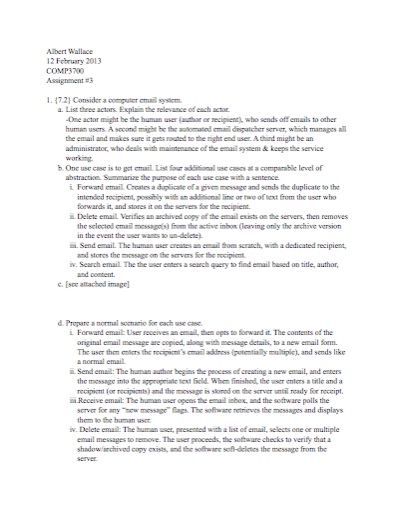 Albert Wallace
12 February 2013
COMP3700
Assignment #3
1. {7.2} Consider a computer email system.
a. List three actors. Explain the relevance of each actor.
-One actor might be the human user (author or recipient), who sends off emails to other
human users. A second might be the automated email dispatcher server, which manages all
the email and makes sure it gets routed to the right end user. A third might be an
administrator, who deals with maintenance of the email system & keeps the service
working.
b. One use case is to get email. List four additional use cases at a comparable level of
abstraction. Summarize the purpose of each use case with a sentence.
i. Forward email. Creates a duplicate of a given message and sends the duplicate to the
intended recipient, possibly with an additional line or two of text from the user who
forwards it, and stores it on the servers for the recipient.
ii. Delete email. Verifies an archived copy of the email exists on the servers, then removes
the selected email message(s) from the active inbox (leaving only the archive version
in the event the user wants to un-delete).
iii. Send email. The human user creates an email from scratch, with a dedicated recipient,
and stores the message on the servers for the recipient.
iv. Search email. The the user enters a search query to find email based on title, author,
and content.
c. [see attached image]
d. Prepare a normal scenario for each use case.
i. Forward email: User receives an email, then opts to forward it. The contents of the
original email message are copied, along with message details, to a new email form.
The user then enters the recipient's email address (potentially multiple), and sends like
a normal email.
ii. Send email: The human author begins the process of creating a new email, and enters
the message into the appropriate text field. When finished, the user enters a title and a
recipient (or recipients) and the message is stored on the server until ready for receipt.
iii.Receive email: The human user opens the email inbox, and the software polls the
server for any "new message" flags. The software retrieves the messages and displays
them to the human user.
iv. Delete email: The human user, presented with a list of email, selects one or multiple
email messages to remove. The user proceeds, the software checks to verify that a
shadow/archived copy exists, and the software soft-deletes the message from the
server.